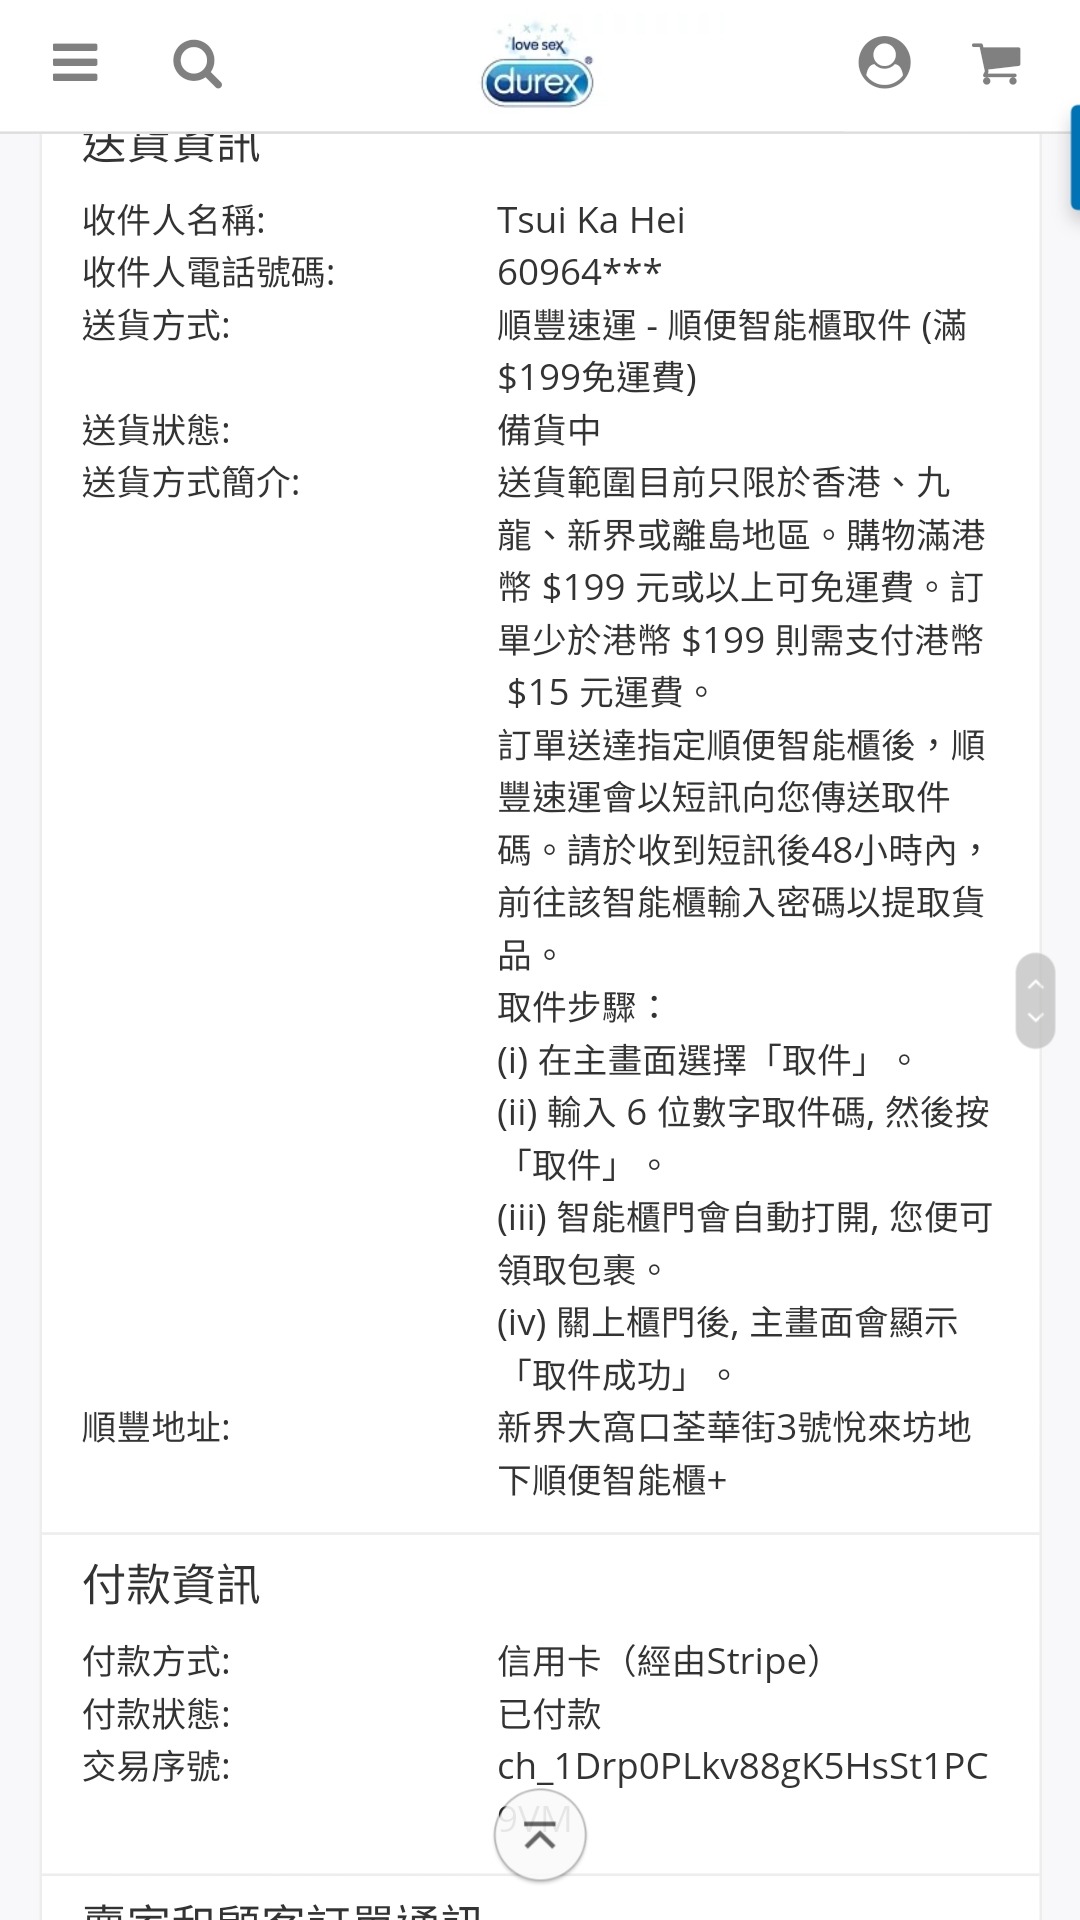 love sex
durex
送貨資訊
收件人名稱: Tsui Ka Hei
收件人電話號碼: 60964***
送貨方式: 順豐速運 - 順便智能櫃取件 (滿
$199免運費)
送貨狀態: 備貨中
送貨方式簡介: 送貨範圍目前只限於香港、九
龍、新界或離島地區。購物滿港
幣 $199 元或以上可免運費。訂
單少於港幣 $199 則需支付港幣
$15 元運費。
訂單送達指定順便智能櫃後，順
豐速運會以短訊向您傳送取件
碼。請於收到短訊後48小時內，
前往該智能櫃輸入密碼以提取貨
品。
取件步驟：
(i) 在主畫面選擇「取件」。
(ii) 輸入 6 位數字取件碼, 然後按
「取件」。
(iii) 智能櫃門會自動打開, 您便可
領取包裹。
(iv) 關上櫃門後, 主畫面會顯示
「取件成功」。
順豐地址: 新界大窩口荃華街3號悅來坊地
下順便智能櫃+
付款資訊
付款方式: 信用卡（經由Stripe）
付款狀態: 已付款
交易序號: ch_1Drp0PLkv88gK5HsSt1PC
9VM
賣家和顧客訂單通訊